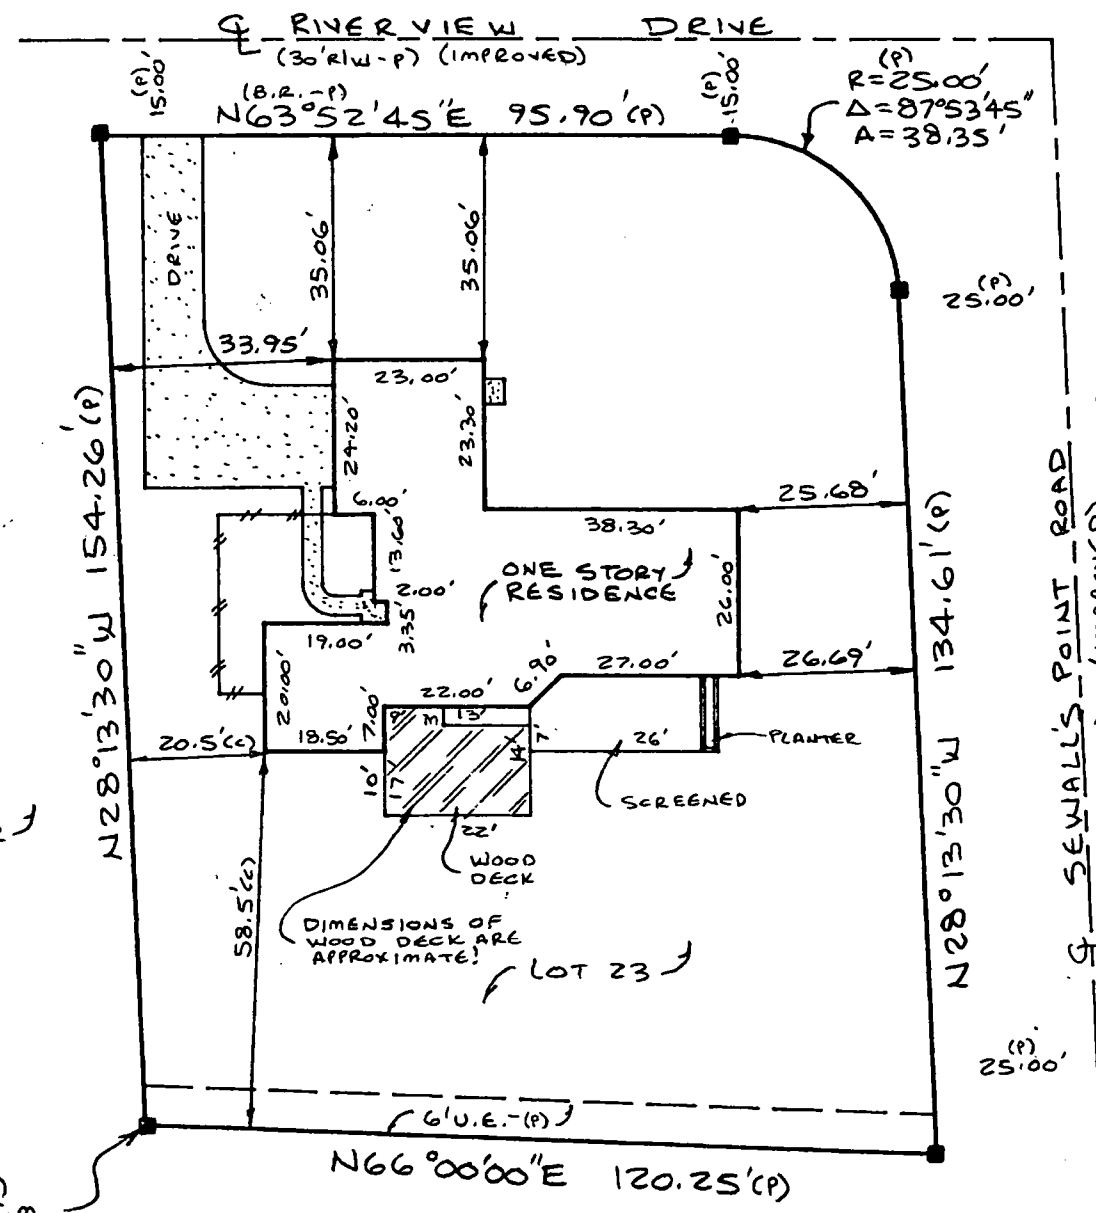 ℄ RIVERVIEW DRIVE
(30'R/W-P) (IMPROVED)
(P)
15.00'
(B.R.-P)
N63°52'45"E 95.90'(P)
(P)
15.00'
(P)
R=25.00'
Δ=87°53'45"
A=38.35'
DRIVE
35.06'
35.06'
(P)
25.00'
33.95'
23.00'
24.20'
23.30'
N28°13'30"W 154.26'(P)
6.00'
13.60'
2.00'
3.35'
19.00'
38.30'
25.68'
ONE STORY
RESIDENCE
26.00'
134.61'(P)
N28°13'30"W
℄ SEWALL'S POINT ROAD
20.00'
22.00'
6.90'
27.00'
26.69'
7.00'
13'
14'
7'
26'
PLANTER
20.5'(C)
18.50'
10'
17'
SCREENED
22'
WOOD
DECK
58.5'(C)
DIMENSIONS OF
WOOD DECK ARE
APPROXIMATE!
LOT 23
(P)
25.00'
6'U.E.-(P)
N66°00'00"E 120.25'(P)